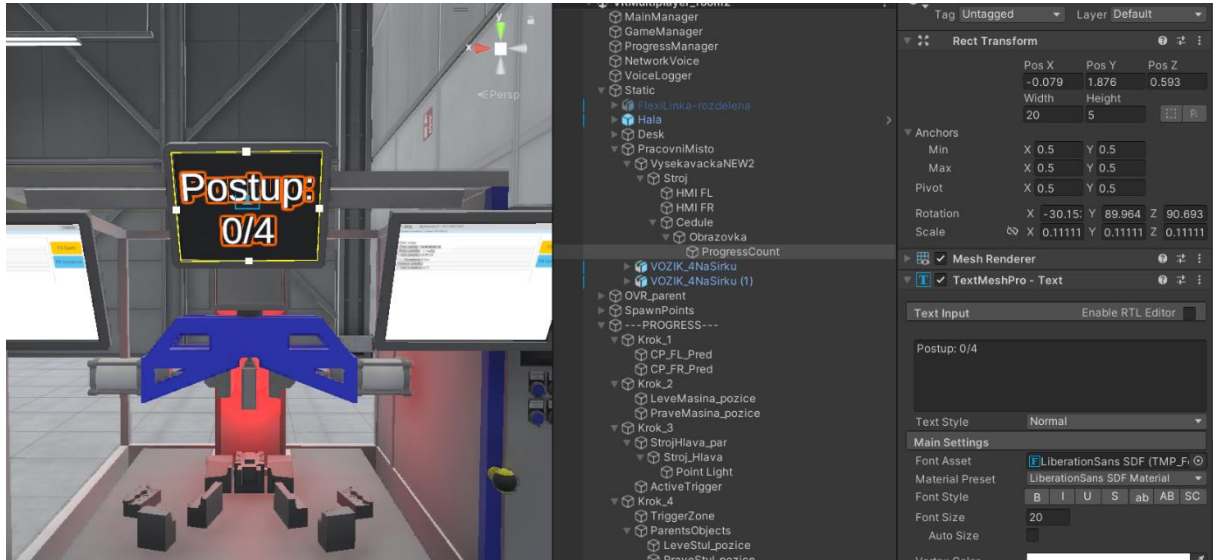 Postup:
0/4
y
x
<Persp
MainManager
GameManager
ProgressManager
NetworkVoice
VoiceLogger
Static
FlexiLinka-rozdelena
Hala
Desk
PracovniMisto
VysekavackaNEW2
Stroj
HMI FL
HMI FR
Cedule
Obrazovka
ProgressCount
VOZIK_4NaSirku
VOZIK_4NaSirku (1)
OVR_parent
SpawnPoints
---PROGRESS---
Krok_1
CP_FL_Pred
CP_FR_Pred
Krok_2
LeveMasina_pozice
PraveMasina_pozice
Krok_3
StrojHlava_par
Stroj_Hlava
Point Light
ActiveTrigger
Krok_4
TriggerZone
ParentsObjects
LeveStul_pozice
Tag Untagged Layer Default
Rect Transform
Pos X Pos Y Pos Z
-0.079 1.876 0.593
Width Height
20 5
R
Anchors
Min X 0.5 Y 0.5
Max X 0.5 Y 0.5
Pivot X 0.5 Y 0.5
Rotation X -30.15 Y 89.964 Z 90.693
Scale X 0.11111 Y 0.11111 Z 0.11111
Mesh Renderer
TextMeshPro - Text
Text Input Enable RTL Editor
Postup: 0/4
Text Style Normal
Main Settings
Font Asset LiberationSans SDF (TMP_F
Material Preset LiberationSans SDF Material
Font Style B I U S ab AB SC
Font Size 20
Auto Size